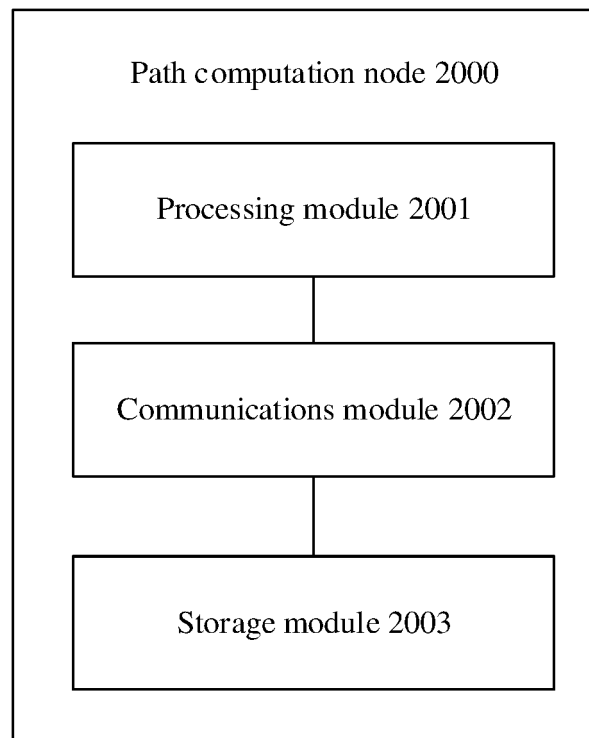 Path computation node 2000
Processing module 2001
Communications module 2002
Storage module 2003